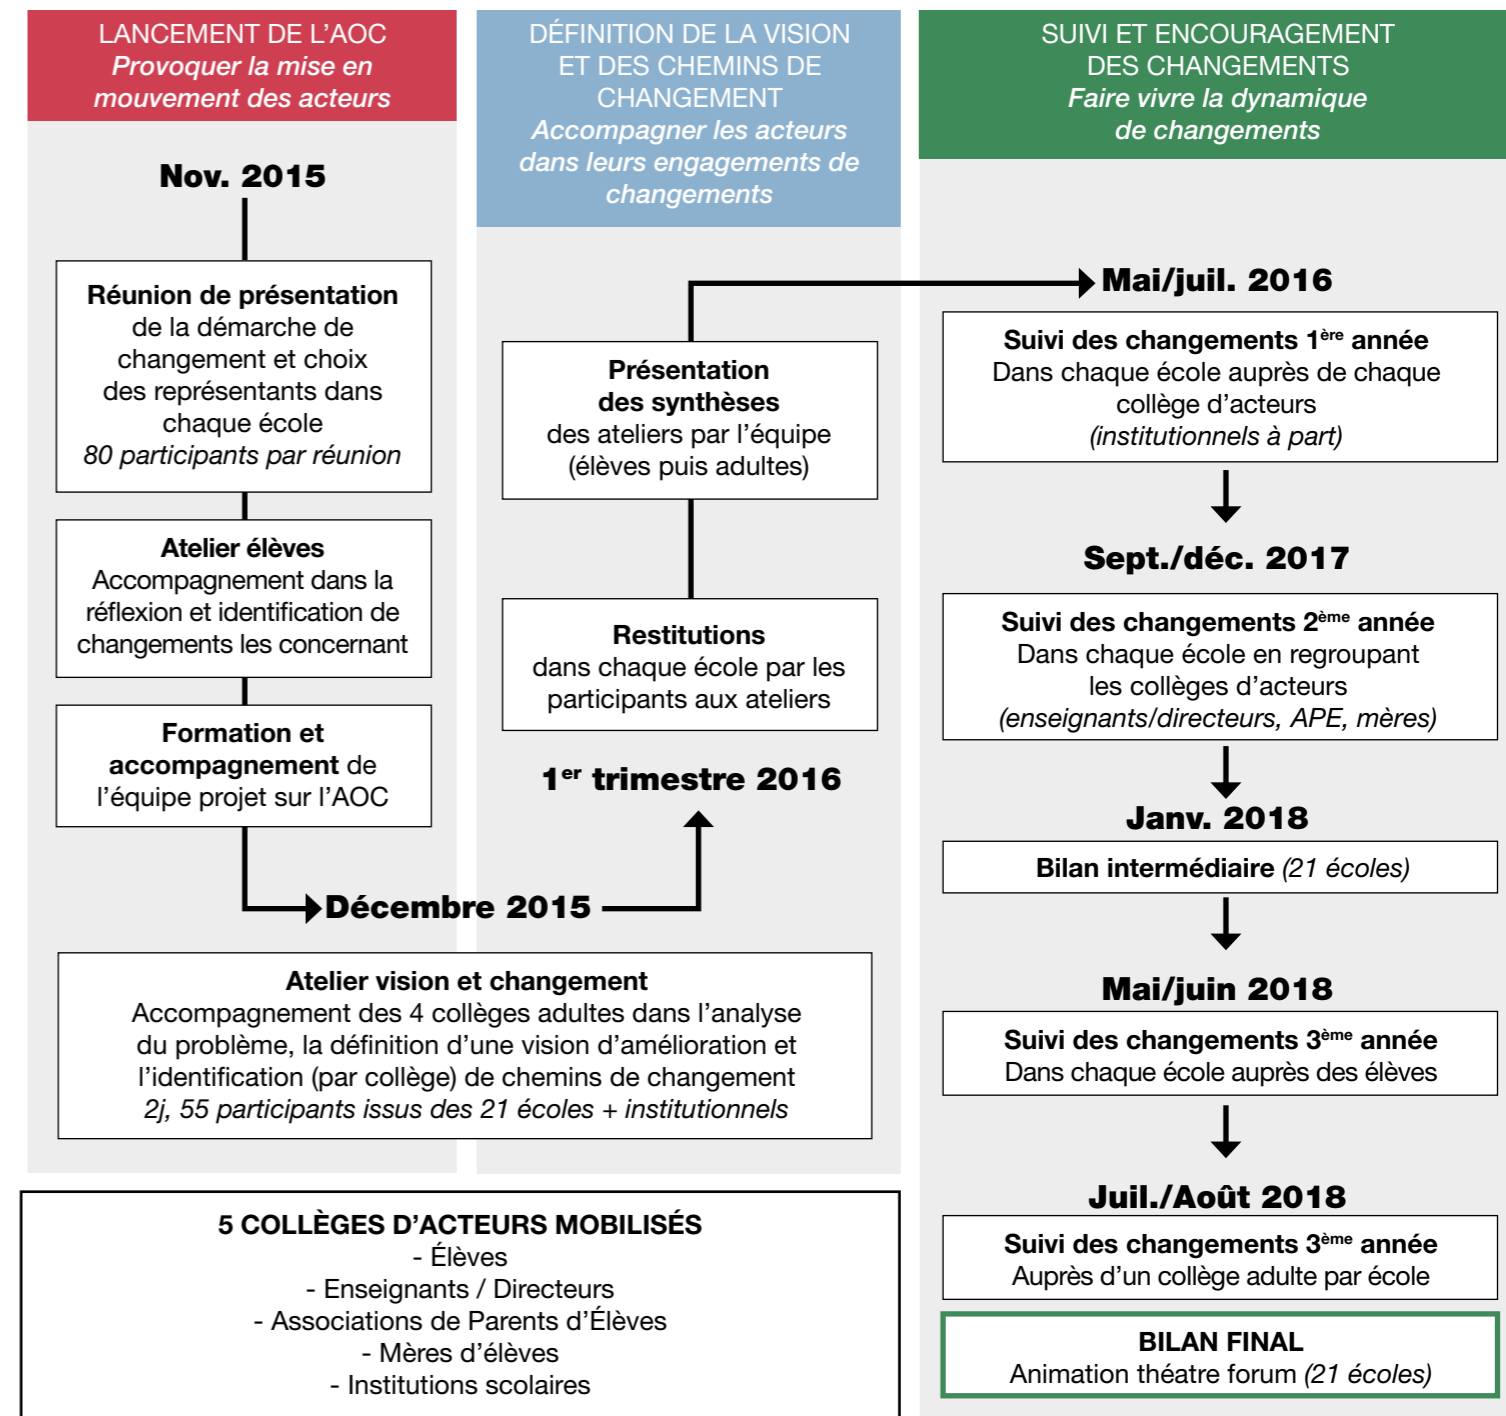 LANCEMENT DE L’AOC
Provoquer la mise en
mouvement des acteurs
Nov. 2015
Réunion de présentation
de la démarche de
changement et choix
des représentants dans
chaque école
80 participants par réunion
Atelier élèves
Accompagnement dans la
réflexion et identification de
changements les concernant
Formation et
accompagnement de
l’équipe projet sur l’AOC
Décembre 2015
Atelier vision et changement
Accompagnement des 4 collèges adultes dans l’analyse
du problème, la définition d’une vision d’amélioration et
l’identification (par collège) de chemins de changement
2j, 55 participants issus des 21 écoles + institutionnels
DÉFINITION DE LA VISION
ET DES CHEMINS DE
CHANGEMENT
Accompagner les acteurs
dans leurs engagements de
changements
Présentation
des synthèses
des ateliers par l’équipe
(élèves puis adultes)
Restitutions
dans chaque école par les
participants aux ateliers
1er trimestre 2016
SUIVI ET ENCOURAGEMENT
DES CHANGEMENTS
Faire vivre la dynamique
de changements
Mai/juil. 2016
Suivi des changements 1ère année
Dans chaque école auprès de chaque
collège d’acteurs
(institutionnels à part)
Sept./déc. 2017
Suivi des changements 2ème année
Dans chaque école en regroupant
les collèges d’acteurs
(enseignants/directeurs, APE, mères)
Janv. 2018
Bilan intermédiaire (21 écoles)
Mai/juin 2018
Suivi des changements 3ème année
Dans chaque école auprès des élèves
Juil./Août 2018
Suivi des changements 3ème année
Auprès d’un collège adulte par école
BILAN FINAL
Animation théatre forum (21 écoles)
5 COLLÈGES D’ACTEURS MOBILISÉS
- Élèves
- Enseignants / Directeurs
- Associations de Parents d’Élèves
- Mères d’élèves
- Institutions scolaires